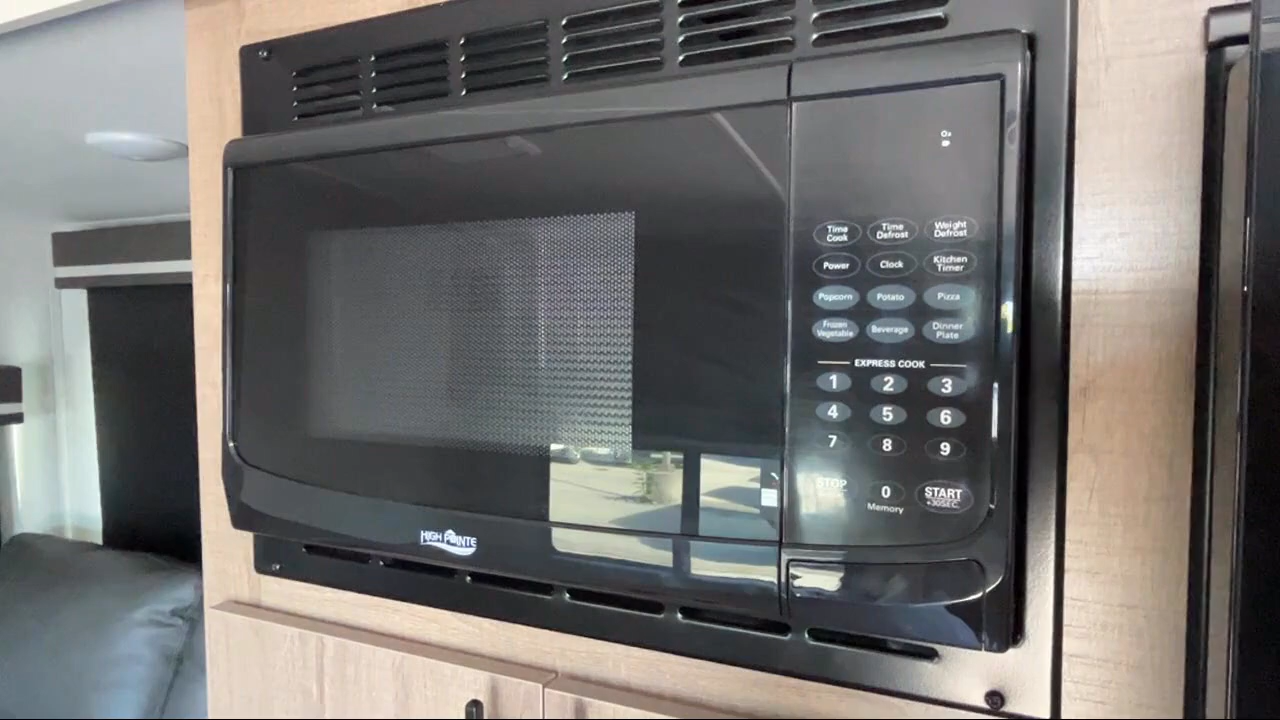 Time Cook
Time Defrost
Weight Defrost
Power
Clock
Kitchen Timer
Popcorn
Potato
Pizza
Frozen Vegetable
Beverage
Dinner Plate
EXPRESS COOK
1 2 3
4 5 6
7 8 9
STOP
0
Memory
START
+30SEC.
HIGH POINTE